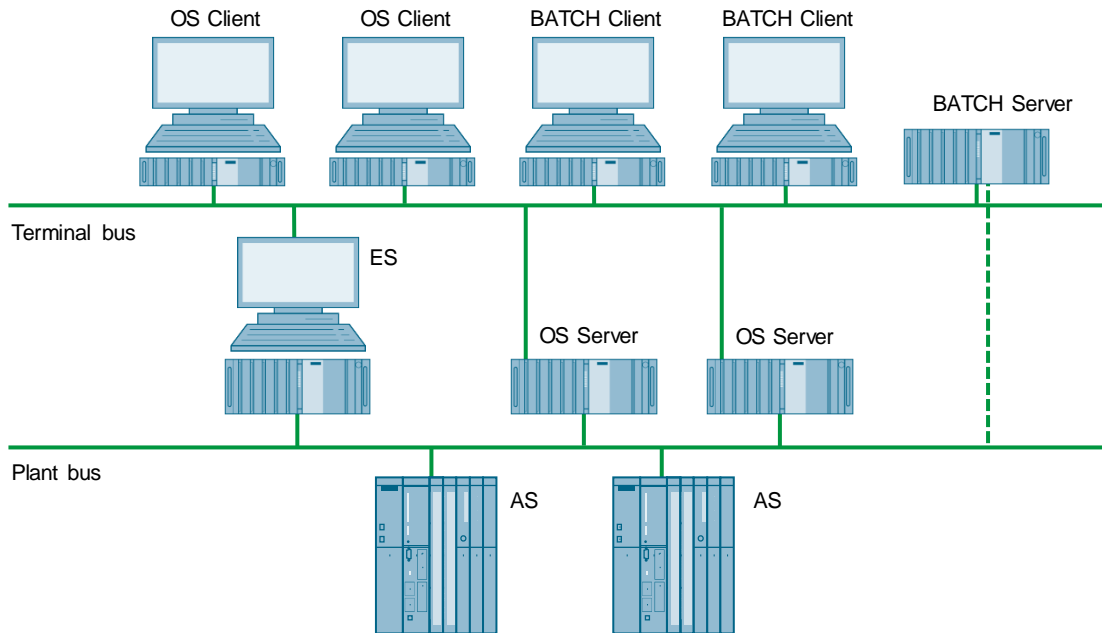 OS Client
OS Client
BATCH Client
BATCH Client
BATCH Server
Terminal bus
ES
OS Server
OS Server
Plant bus
AS
AS